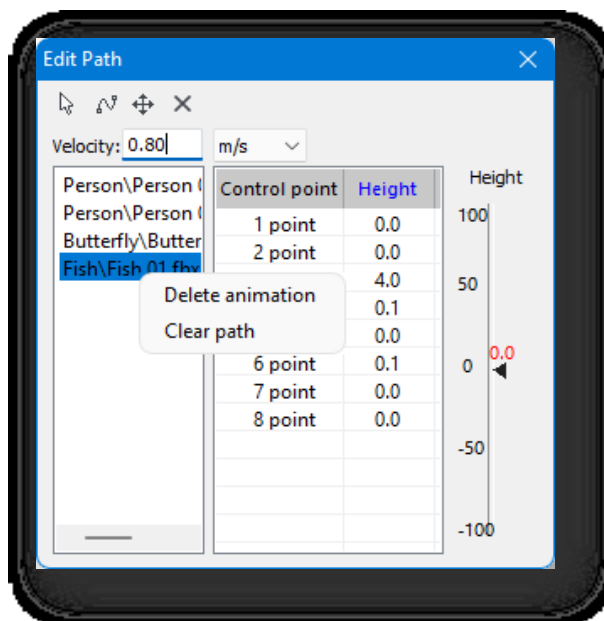 Edit Path
Velocity: 0.80 m/s
Person\Person
Person\Person
Butterfly\Butter
Fish\Fish 01.fbx
Delete animation
Clear path
Control point Height
1 point 0.0
2 point 0.0
4.0
0.1
0.0
6 point 0.1
7 point 0.0
8 point 0.0
Height
100
50
0 0.0
-50
-100